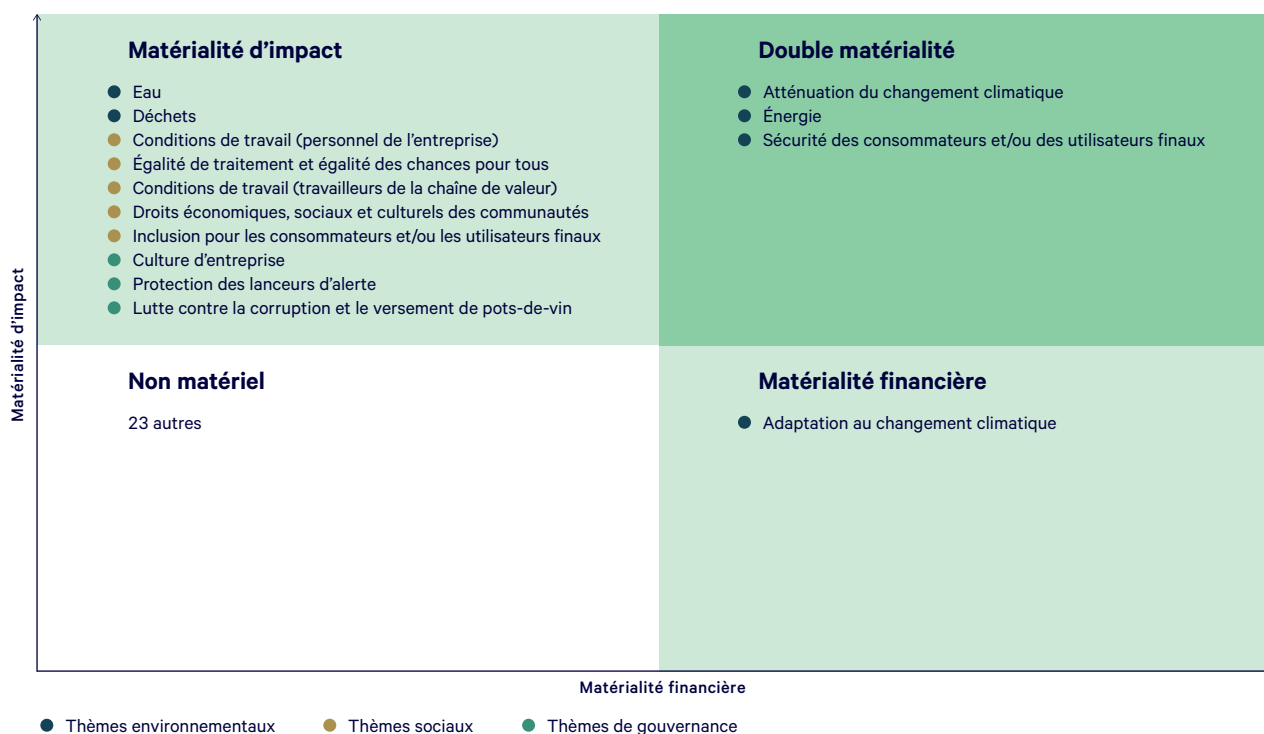 Matérialité d’impact
Eau
Déchets
Conditions de travail (personnel de l’entreprise)
Égalité de traitement et égalité des chances pour tous
Conditions de travail (travailleurs de la chaîne de valeur)
Droits économiques, sociaux et culturels des communautés
Inclusion pour les consommateurs et/ou les utilisateurs finaux
Culture d’entreprise
Protection des lanceurs d’alerte
Lutte contre la corruption et le versement de pots-de-vin
Double matérialité
Atténuation du changement climatique
Énergie
Sécurité des consommateurs et/ou des utilisateurs finaux
Matérialité d’impact
Non matériel
23 autres
Matérialité financière
Adaptation au changement climatique
Matérialité financière
Thèmes environnementaux
Thèmes sociaux
Thèmes de gouvernance